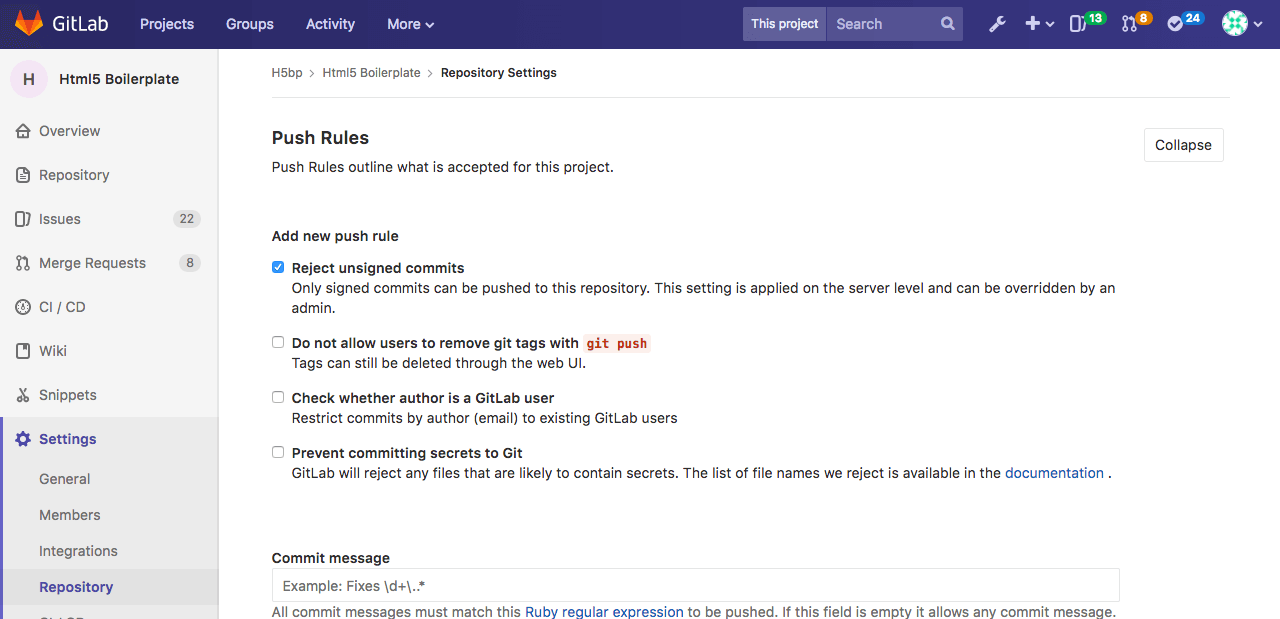 GitLab Projects Groups Activity More This project Search 13 8 24
H Html5 Boilerplate
Overview
Repository
Issues 22
Merge Requests 8
CI / CD
Wiki
Snippets
Settings
General
Members
Integrations
Repository
H5bp > Html5 Boilerplate > Repository Settings
Push Rules
Collapse
Push Rules outline what is accepted for this project.
Add new push rule
Reject unsigned commits
Only signed commits can be pushed to this repository. This setting is applied on the server level and can be overridden by an
admin.
Do not allow users to remove git tags with git push
Tags can still be deleted through the web UI.
Check whether author is a GitLab user
Restrict commits by author (email) to existing GitLab users
Prevent committing secrets to Git
GitLab will reject any files that are likely to contain secrets. The list of file names we reject is available in the documentation .
Commit message
Example: Fixes \d+\..*
All commit messages must match this Ruby regular expression to be pushed. If this field is empty it allows any commit message.